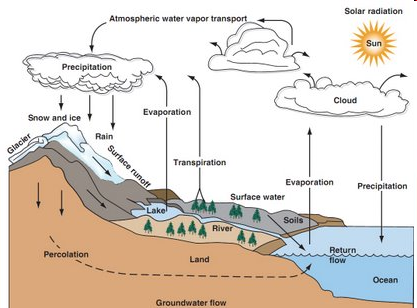 Solar radiation
Atmospheric water vapor transport
Sun
Precipitation
Cloud
Evaporation
Snow and ice
Rain
Glacier
Surface runoff
Transpiration
Evaporation
Precipitation
Surface water
Lake
Soils
River
Return
flow
Percolation
Land
Ocean
Groundwater flow